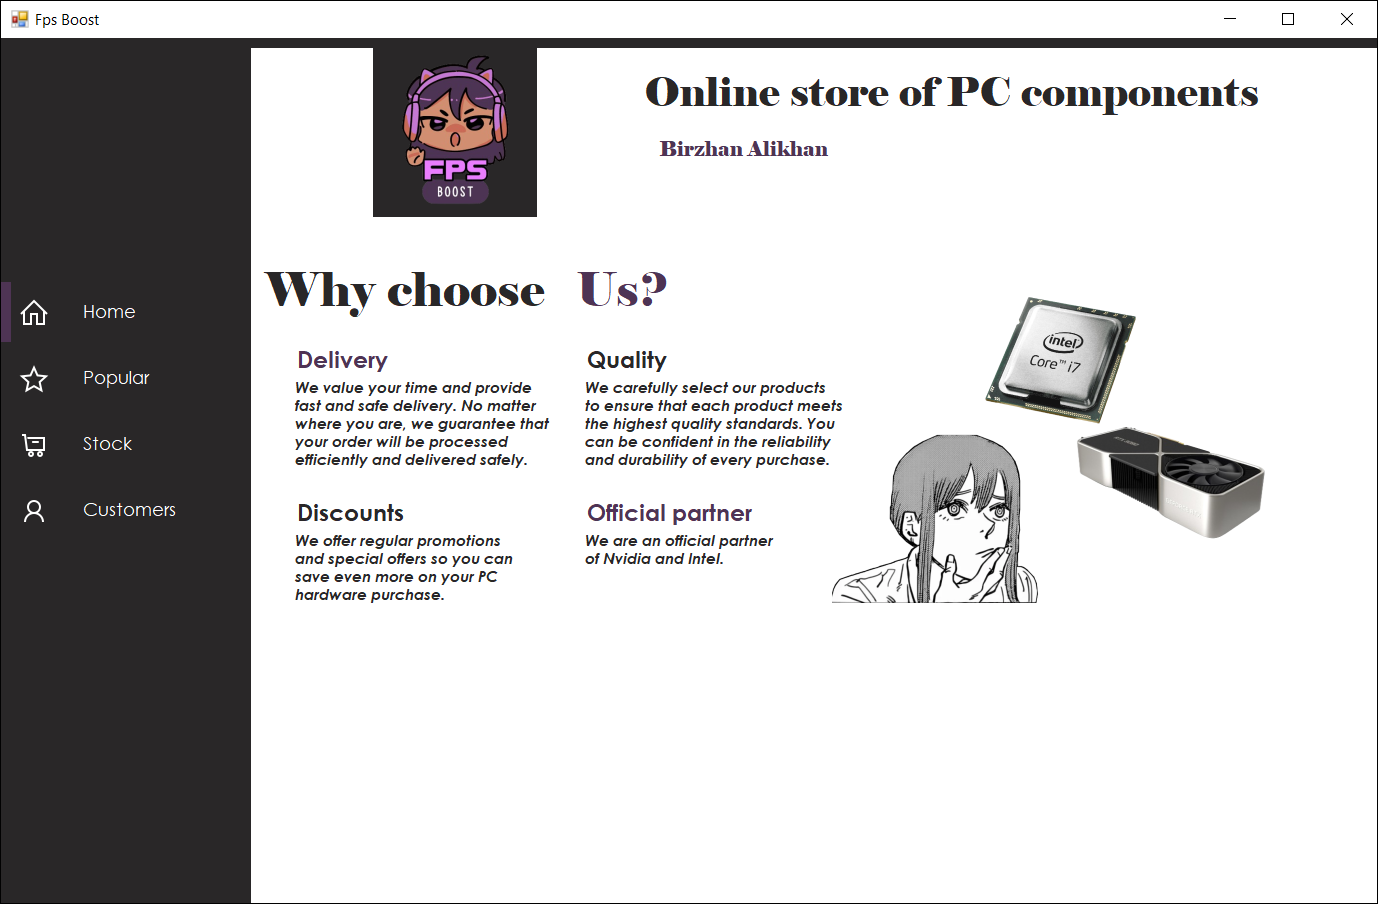 Fps Boost
FPS
BOOST
Online store of PC components
Birzhan Alikhan
Home
Popular
Stock
Customers
Why choose Us?
Delivery
We value your time and provide
fast and safe delivery. No matter
where you are, we guarantee that
your order will be processed
efficiently and delivered safely.
Quality
We carefully select our products
to ensure that each product meets
the highest quality standards. You
can be confident in the reliability
and durability of every purchase.
Discounts
We offer regular promotions
and special offers so you can
save even more on your PC
hardware purchase.
Official partner
We are an official partner
of Nvidia and Intel.
intel
Core™ i7